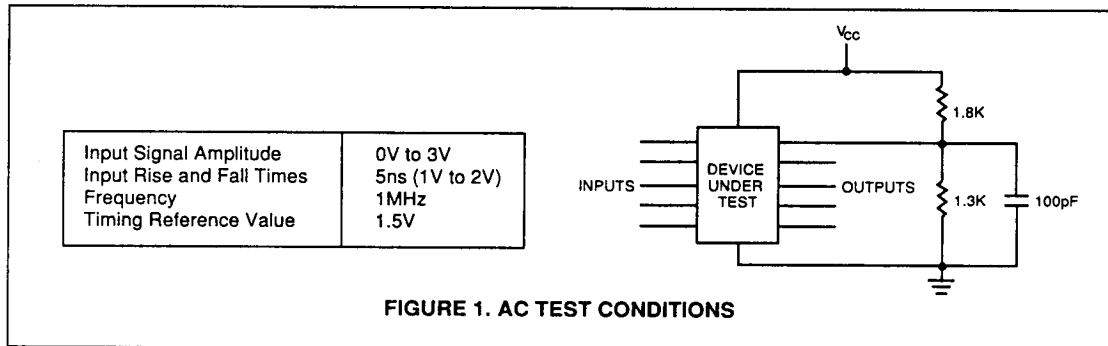 Input Signal Amplitude 0V to 3V
Input Rise and Fall Times 5ns (1V to 2V)
Frequency 1MHz
Timing Reference Value 1.5V
VCC
1.8K
INPUTS
DEVICE
UNDER
TEST
OUTPUTS
1.3K
100pF
FIGURE 1. AC TEST CONDITIONS